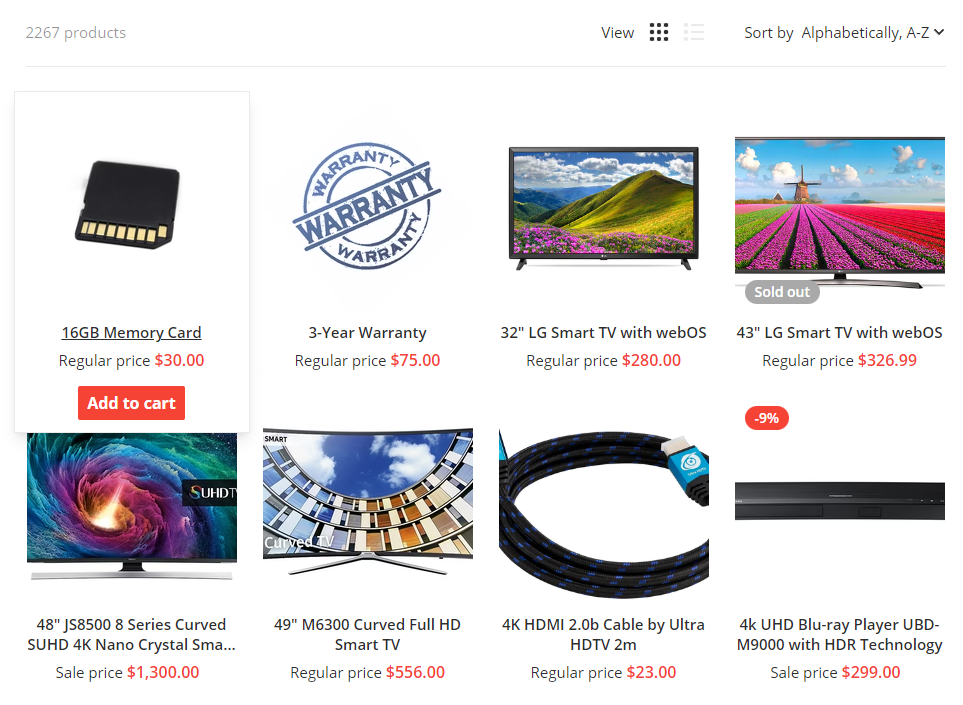 2267 products
View
Sort by Alphabetically, A-Z
WARRANTY
WARRANTY
WARRANTY
Sold out
16GB Memory Card
3-Year Warranty
32" LG Smart TV with webOS
43" LG Smart TV with webOS
Regular price $30.00
Regular price $75.00
Regular price $280.00
Regular price $326.99
Add to cart
-9%
SMART
SUHDTV
Curved TV
48" JS8500 8 Series Curved
SUHD 4K Nano Crystal Sma...
49" M6300 Curved Full HD
Smart TV
4K HDMI 2.0b Cable by Ultra
HDTV 2m
4k UHD Blu-ray Player UBD-
M9000 with HDR Technology
Sale price $1,300.00
Regular price $556.00
Regular price $23.00
Sale price $299.00